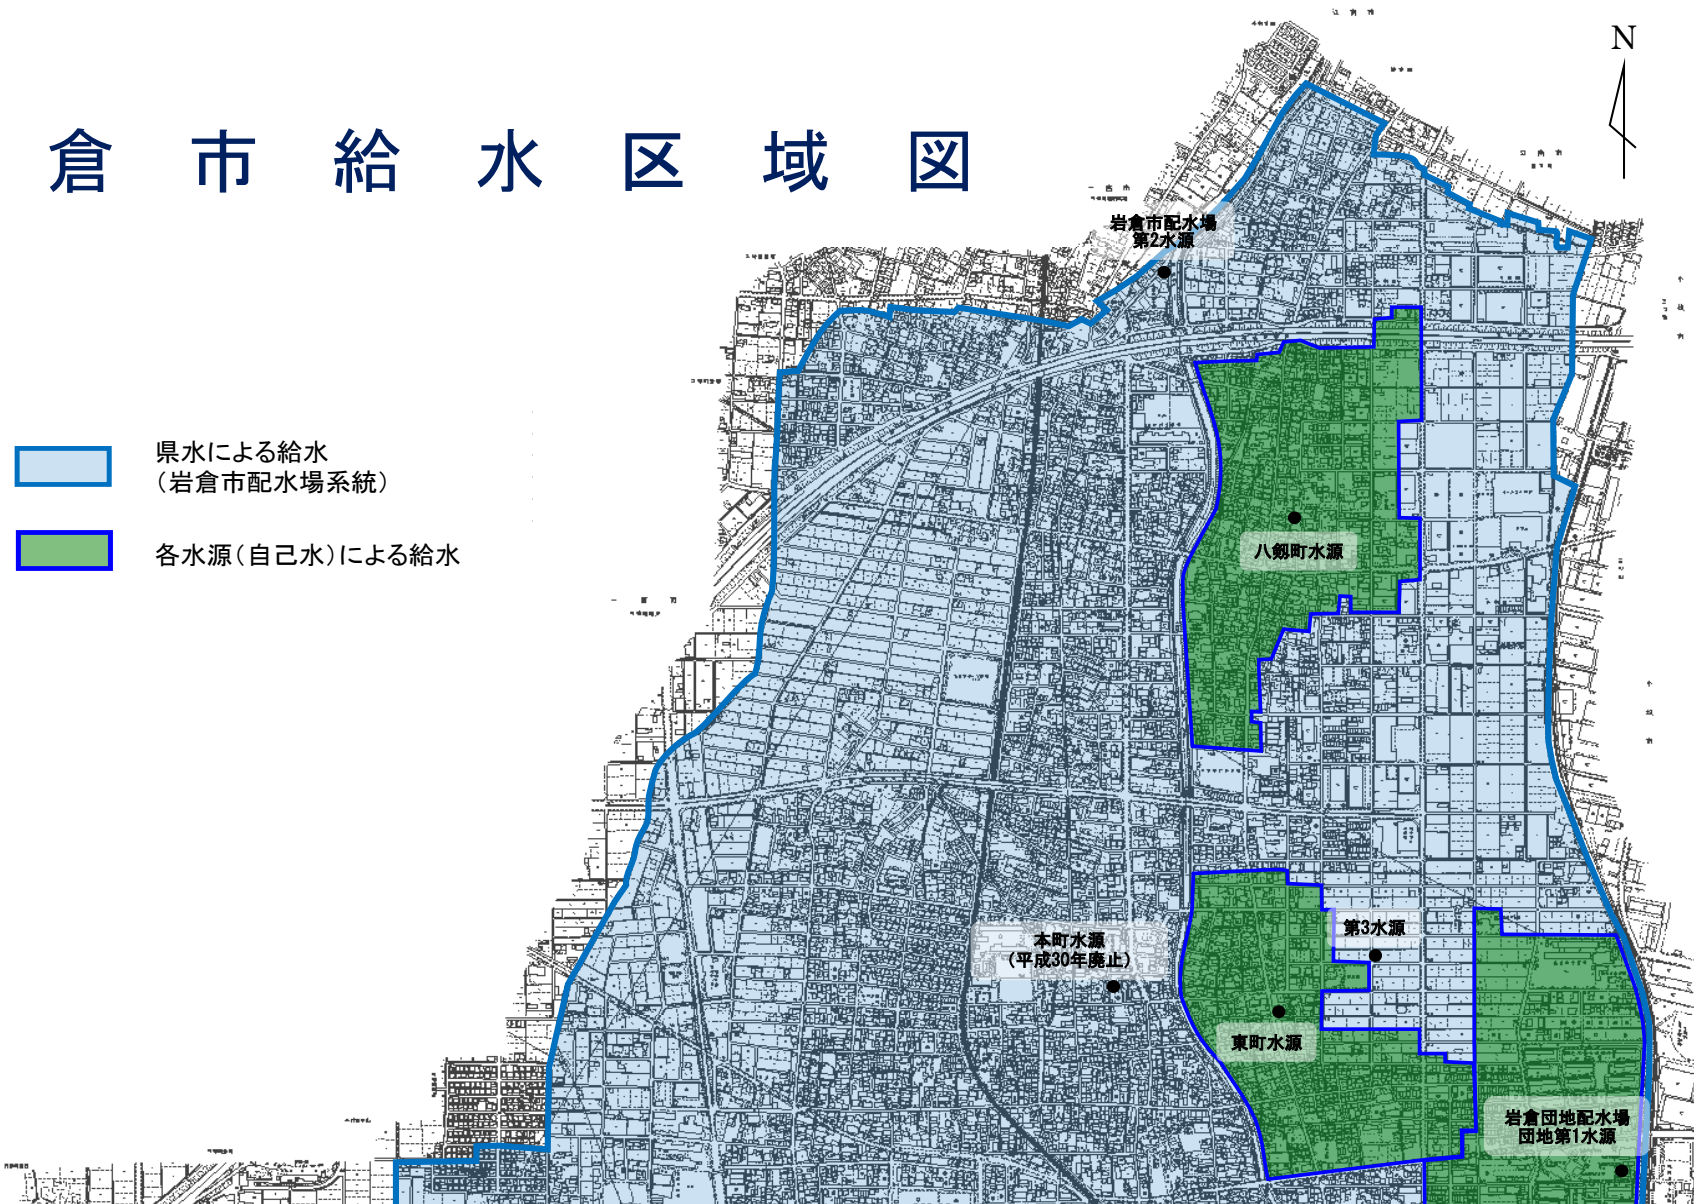 倉市給水区域図
N
県水による給水
(岩倉市配水場系統)
各水源(自己水)による給水
岩倉市配水場
第2水源
八剱町水源
本町水源
(平成30年廃止)
第3水源
東町水源
岩倉団地配水場
団地第1水源